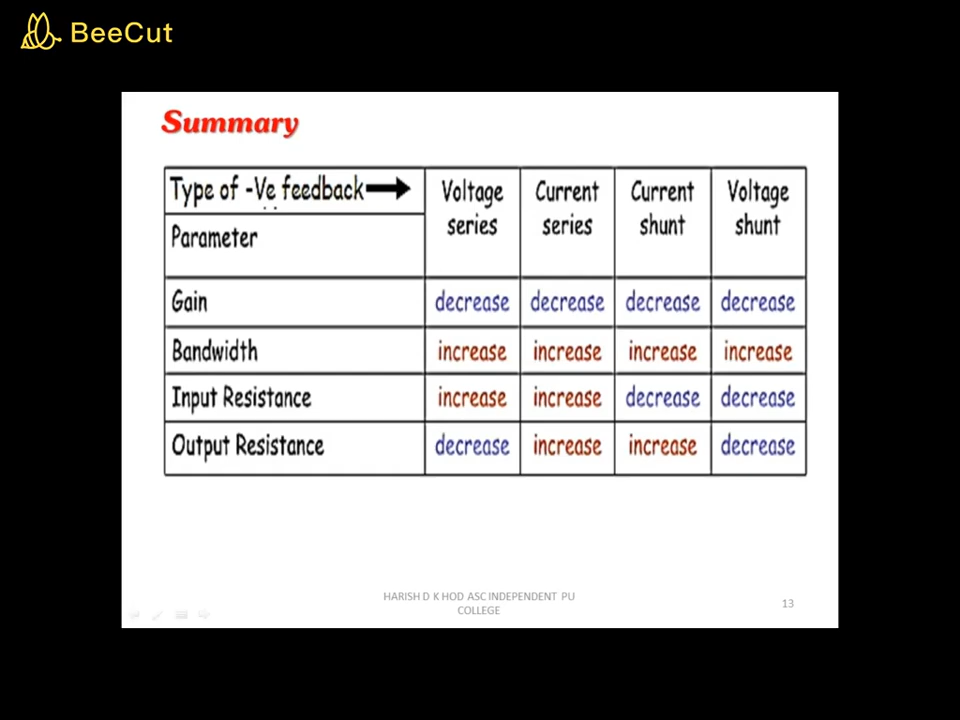 BeeCut
Summary
Type of -Ve feedback
Voltage series
Current series
Current shunt
Voltage shunt
Parameter
Gain decrease decrease decrease decrease
Bandwidth increase increase increase increase
Input Resistance increase increase decrease decrease
Output Resistance decrease increase increase decrease
HARISH D K HOD ASC INDEPENDENT PU
COLLEGE
13